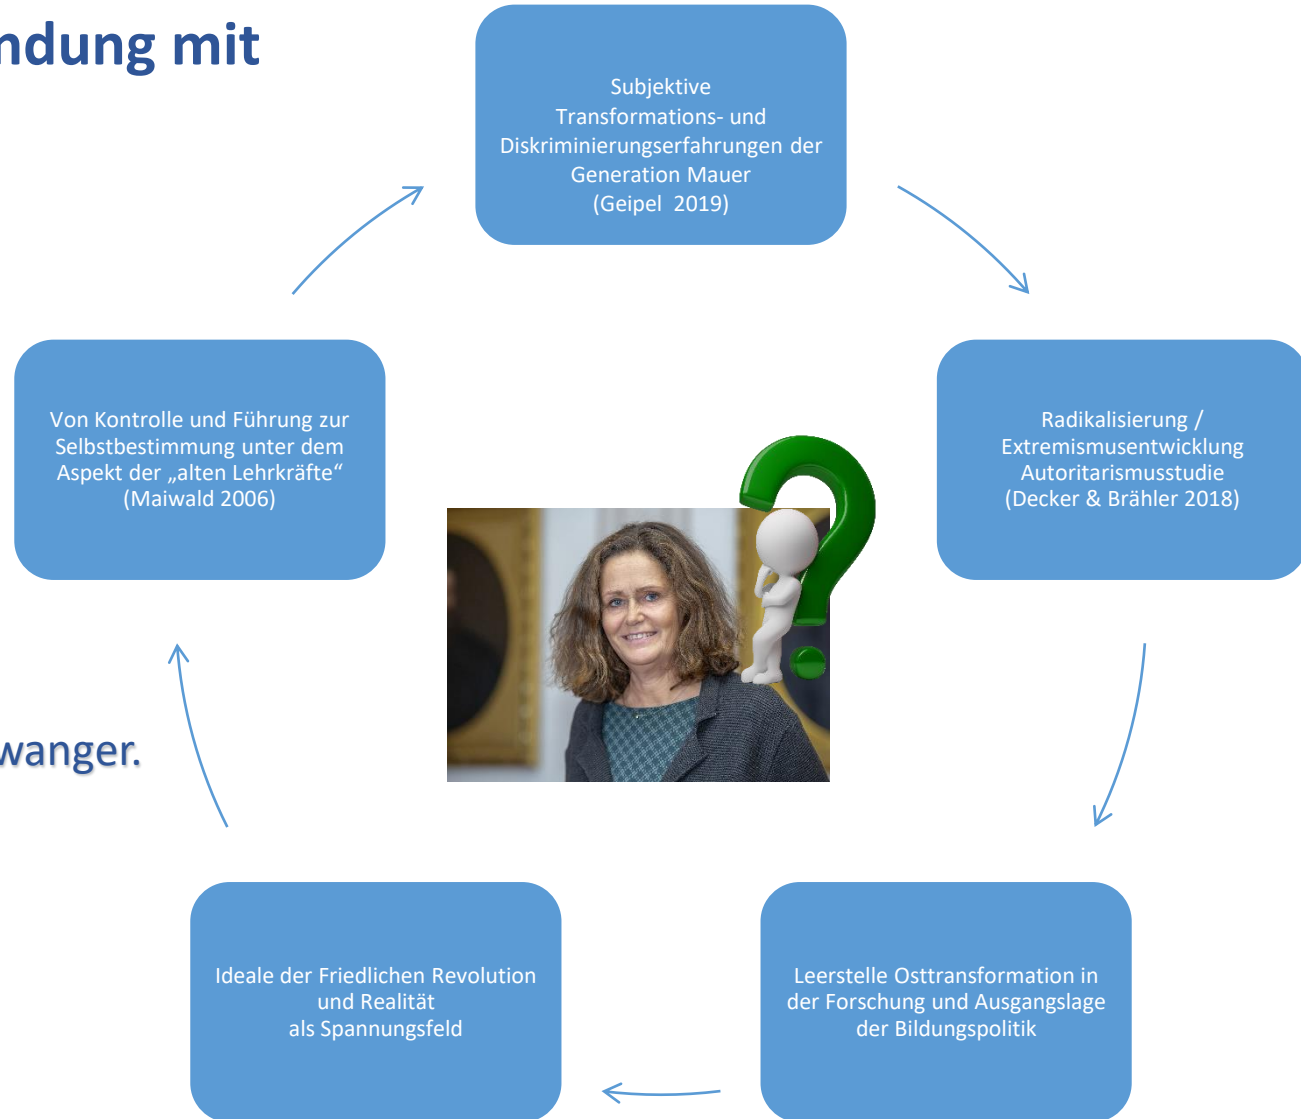 ndung mit
Subjektive
Transformations- und
Diskriminierungserfahrungen der
Generation Mauer
(Geipel 2019)
Von Kontrolle und Führung zur
Selbstbestimmung unter dem
Aspekt der „alten Lehrkräfte“
(Maiwald 2006)
Radikalisierung /
Extremismusentwicklung
Autoritarismusstudie
(Decker & Brähler 2018)
wanger.
Ideale der Friedlichen Revolution
und Realität
als Spannungsfeld
Leerstelle Osttransformation in
der Forschung und Ausgangslage
der Bildungspolitik